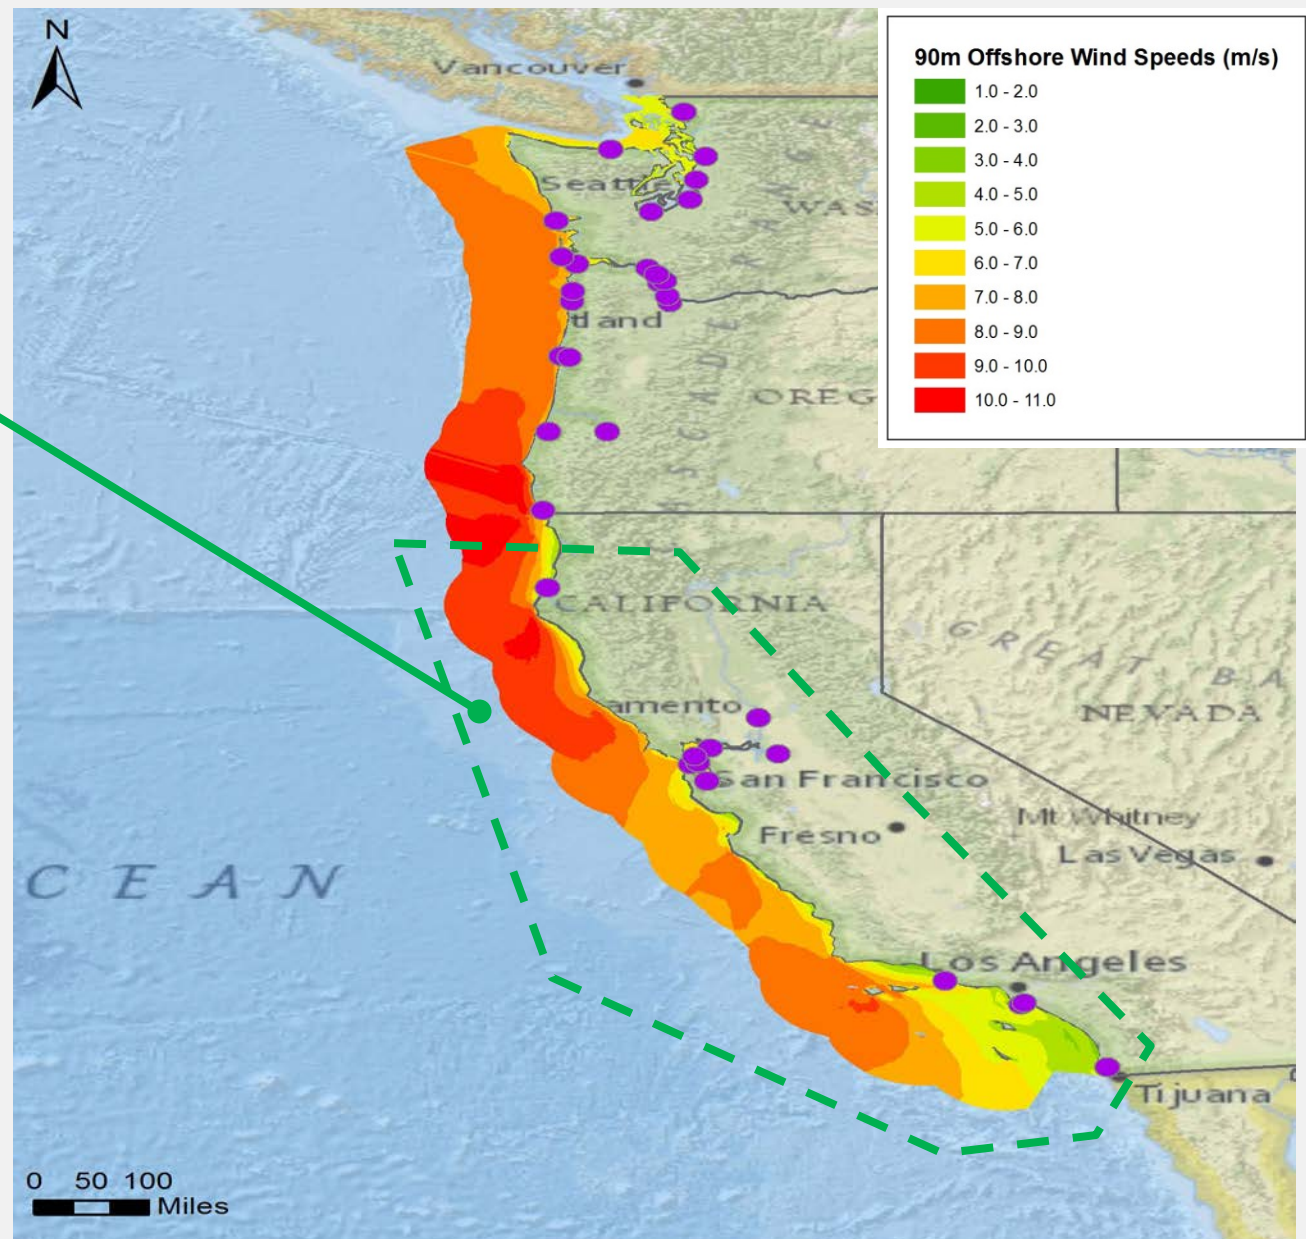 N
Vancouver
90m Offshore Wind Speeds (m/s)
1.0 - 2.0
2.0 - 3.0
3.0 - 4.0
4.0 - 5.0
5.0 - 6.0
6.0 - 7.0
7.0 - 8.0
8.0 - 9.0
9.0 - 10.0
10.0 - 11.0
Seattle
WAS
RANGE
tland
CASCADE
OREG
CALIFORNIA
GREAT BA
NEVADA
amento
San Francisco
Mt Whitney
Fresno
Las Vegas
CEAN
Los Angeles
Tijuana
0 50 100
Miles